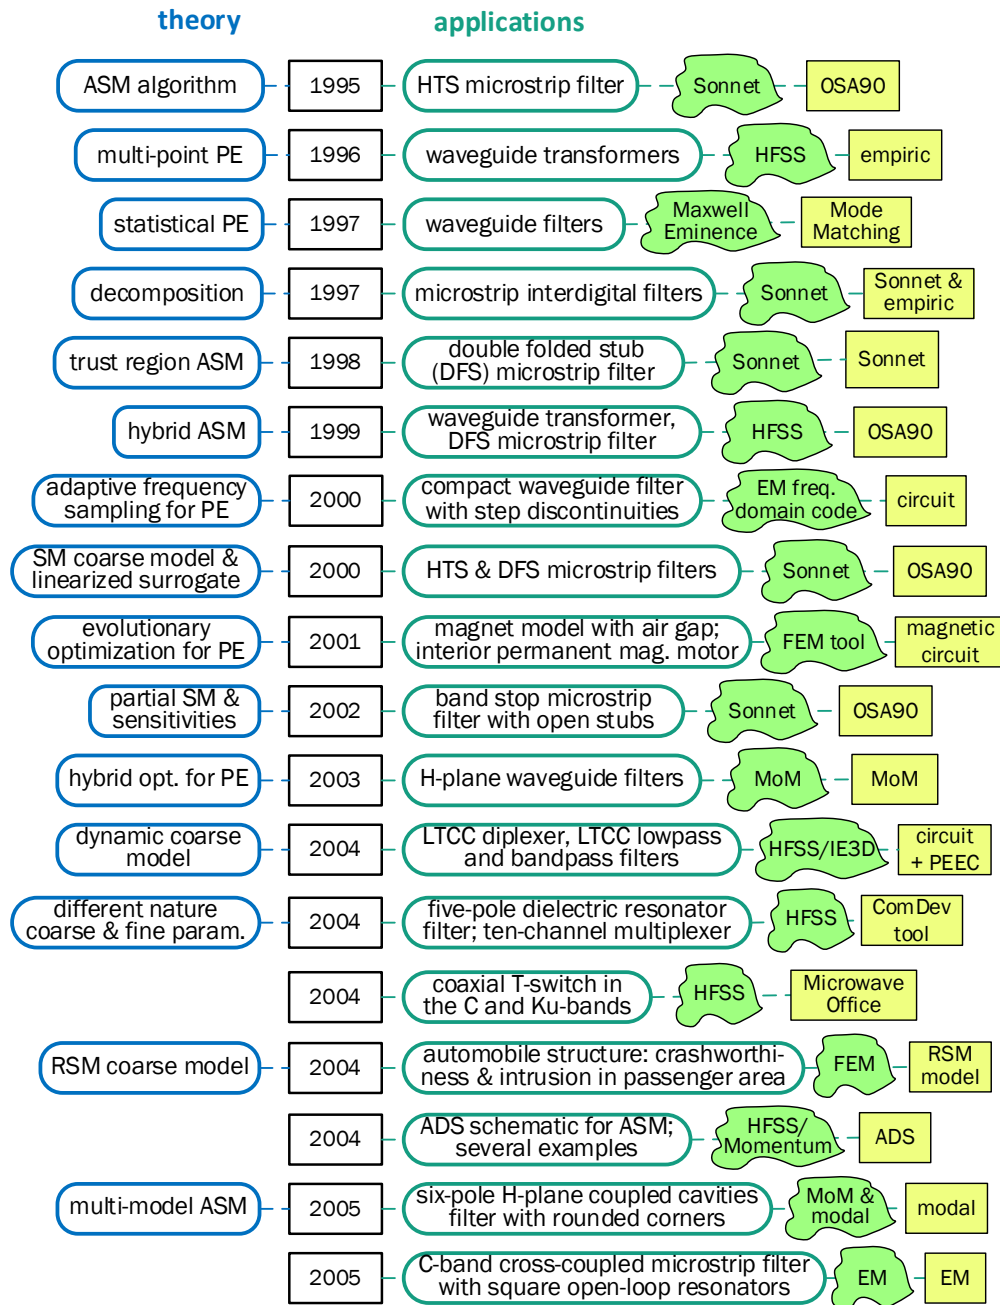 theory
applications
ASM algorithm
1995
HTS microstrip filter
Sonnet
OSA90
multi-point PE
1996
waveguide transformers
HFSS
empiric
statistical PE
1997
waveguide filters
Maxwell
Eminence
Mode
Matching
decomposition
1997
microstrip interdigital filters
Sonnet
Sonnet &
empiric
trust region ASM
1998
double folded stub
(DFS) microstrip filter
Sonnet
Sonnet
hybrid ASM
1999
waveguide transformer,
DFS microstrip filter
HFSS
OSA90
adaptive frequency
sampling for PE
2000
compact waveguide filter
with step discontinuities
EM freq.
domain code
circuit
SM coarse model &
linearized surrogate
2000
HTS & DFS microstrip filters
Sonnet
OSA90
evolutionary
optimization for PE
2001
magnet model with air gap;
interior permanent mag. motor
FEM tool
magnetic
circuit
partial SM &
sensitivities
2002
band stop microstrip
filter with open stubs
Sonnet
OSA90
hybrid opt. for PE
2003
H-plane waveguide filters
MoM
MoM
dynamic coarse
model
2004
LTCC diplexer, LTCC lowpass
and bandpass filters
HFSS/IE3D
circuit
+ PEEC
different nature
coarse & fine param.
2004
five-pole dielectric resonator
filter; ten-channel multiplexer
HFSS
ComDev
tool
2004
coaxial T-switch in
the C and Ku-bands
HFSS
Microwave
Office
RSM coarse model
2004
automobile structure: crashworthi-
ness & intrusion in passenger area
FEM
RSM
model
2004
ADS schematic for ASM;
several examples
HFSS/
Momentum
ADS
multi-model ASM
2005
six-pole H-plane coupled cavities
filter with rounded corners
MoM &
modal
modal
2005
C-band cross-coupled microstrip filter
with square open-loop resonators
EM
EM